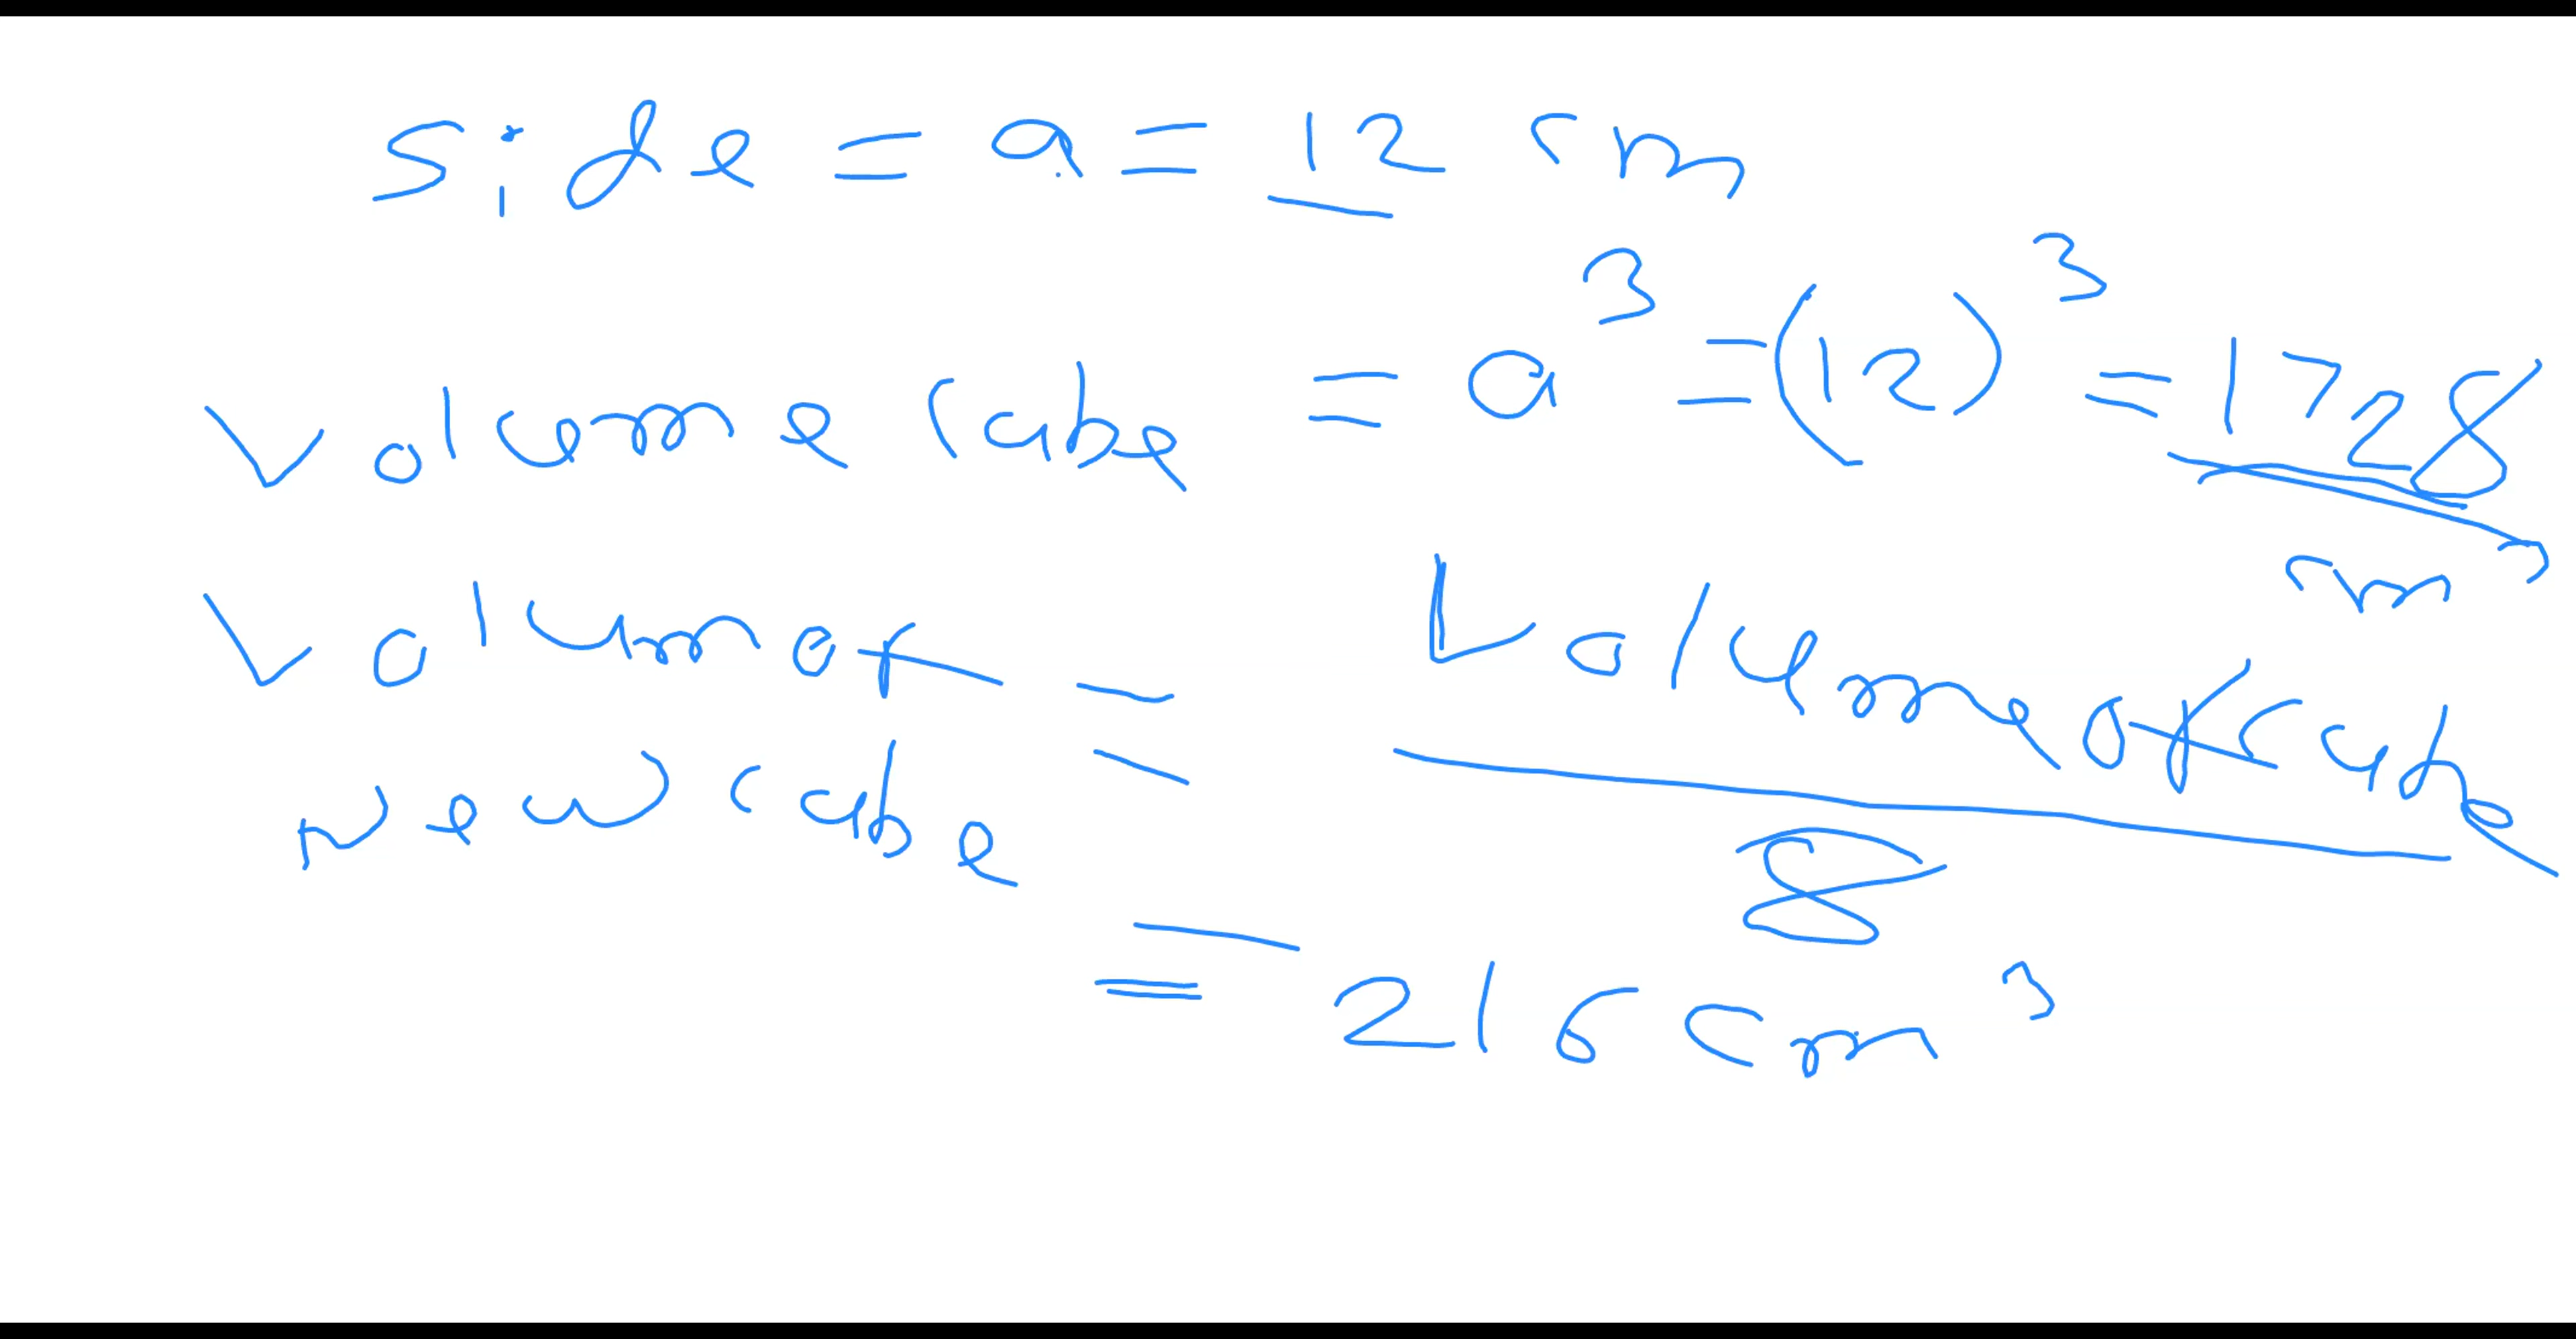 side = a = 12 cm
Volume cube = a³ = (12)³ = 1728 cm³
Volum of new cube = Volume of cube / 8
= 216 cm³